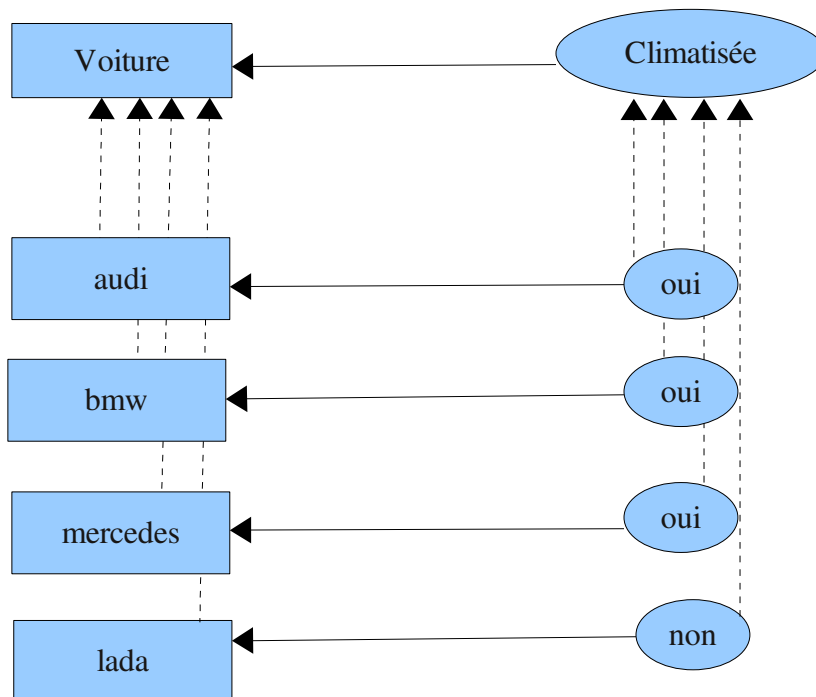 Voiture
Climatisée
audi
oui
bmw
oui
mercedes
oui
lada
non